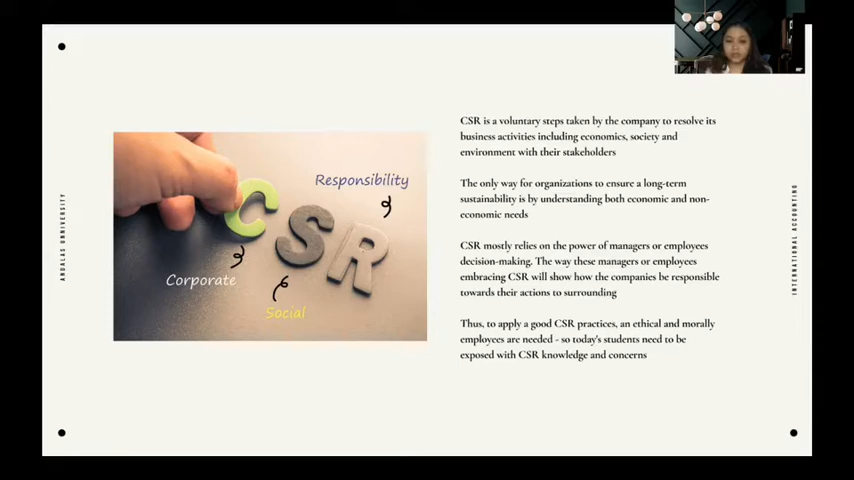 ANDALAS UNNIVERSITY
Responsibility
CSR
Corporate
Social
CSR is a voluntary steps taken by the company to resolve its
business activities including economics, society and
environment with their stakeholders
The only way for organizations to ensure a long-term
sustainability is by understanding both economic and non-
economic needs
CSR mostly relies on the power of managers or employees
decision-making. The way these managers or employees
embracing CSR will show how the companies be responsible
towards their actions to surrounding
Thus, to apply a good CSR practices, an ethical and morally
employees are needed - so today's students need to be
exposed with CSR knowledge and concerns
INTERNATIONAL ACCOUNTING